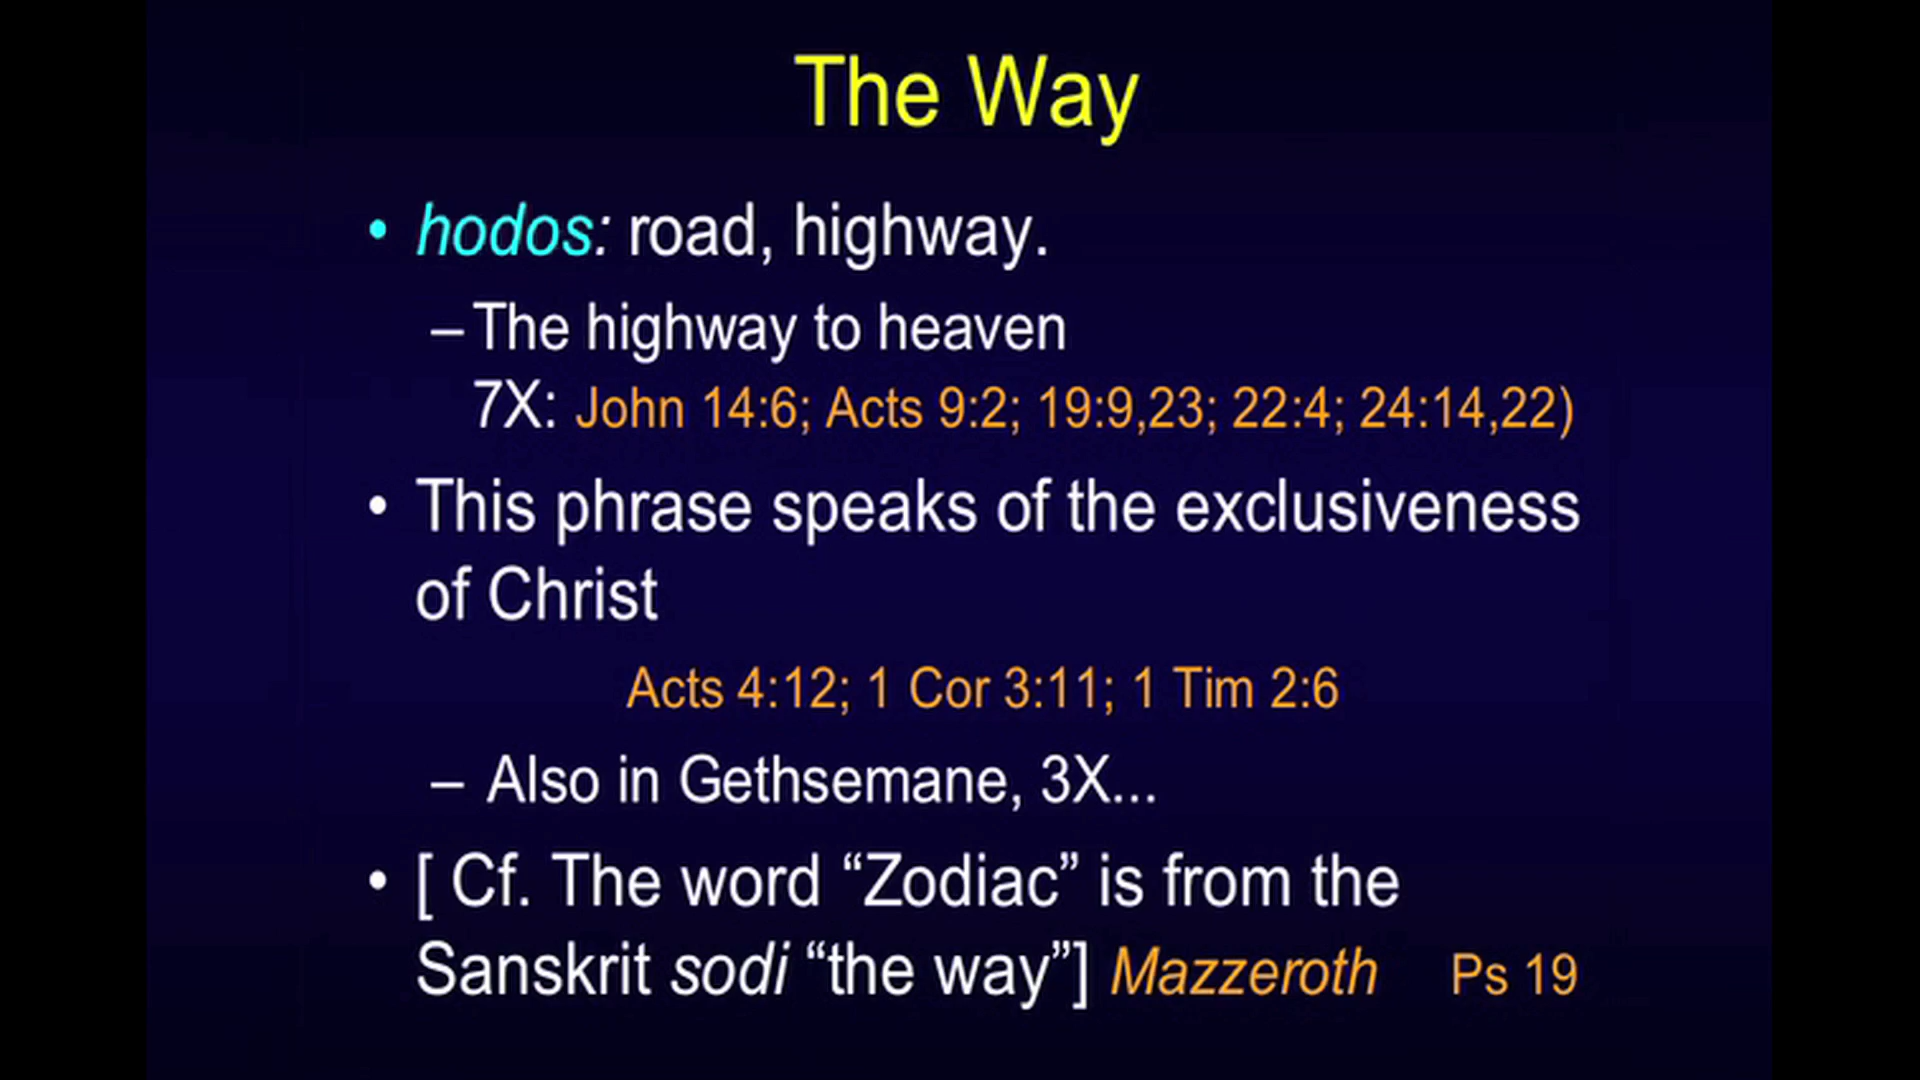 The Way
• hodos: road, highway.
– The highway to heaven
7X: John 14:6; Acts 9:2; 19:9,23; 22:4; 24:14,22)
• This phrase speaks of the exclusiveness
of Christ
Acts 4:12; 1 Cor 3:11; 1 Tim 2:6
– Also in Gethsemane, 3X...
• [ Cf. The word “Zodiac” is from the
Sanskrit sodi “the way”] Mazzeroth Ps 19